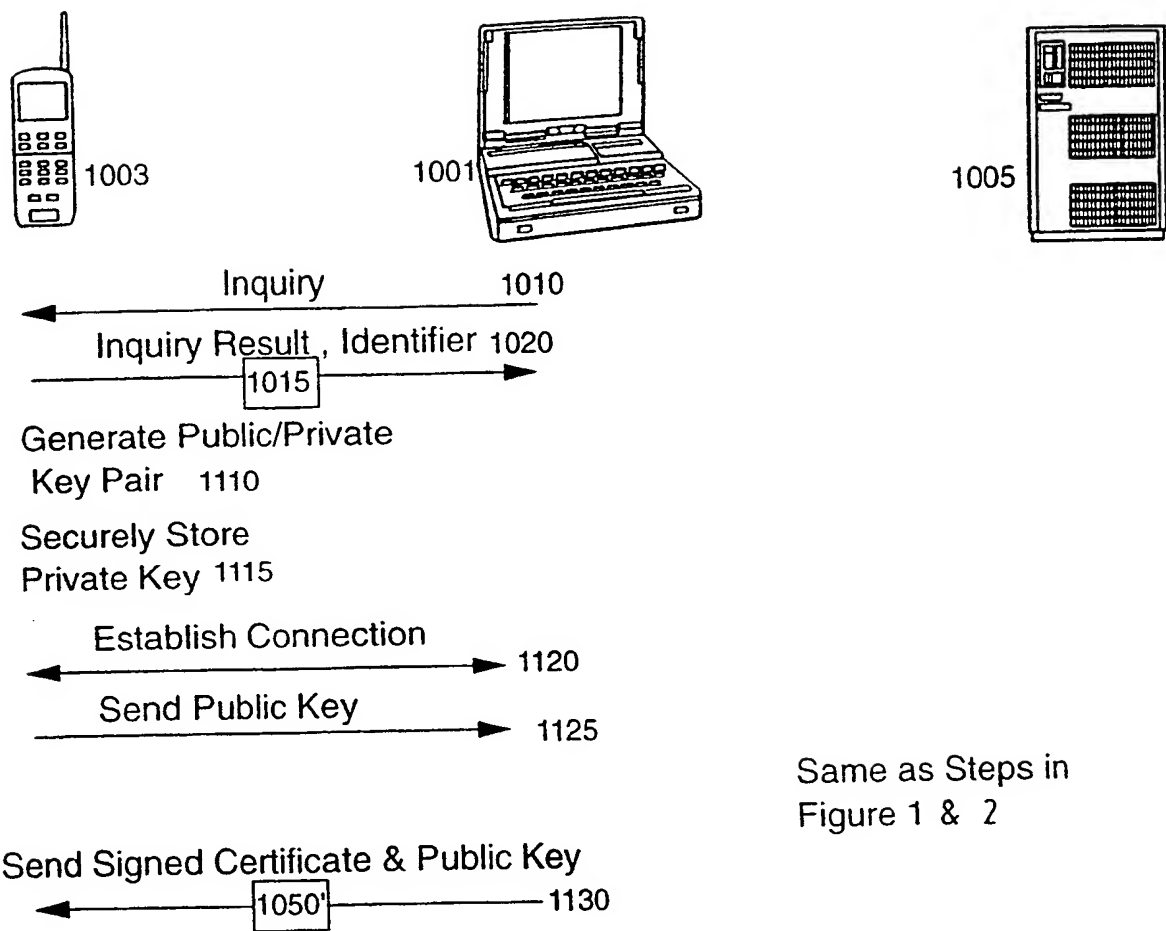 1003
1001
1005
Inquiry 1010
Inquiry Result , Identifier 1020
1015
Generate Public/Private
Key Pair 1110
Securely Store
Private Key 1115
Establish Connection
1120
Send Public Key
1125
Same as Steps in
Figure 1 & 2
Send Signed Certificate & Public Key
1050'
1130